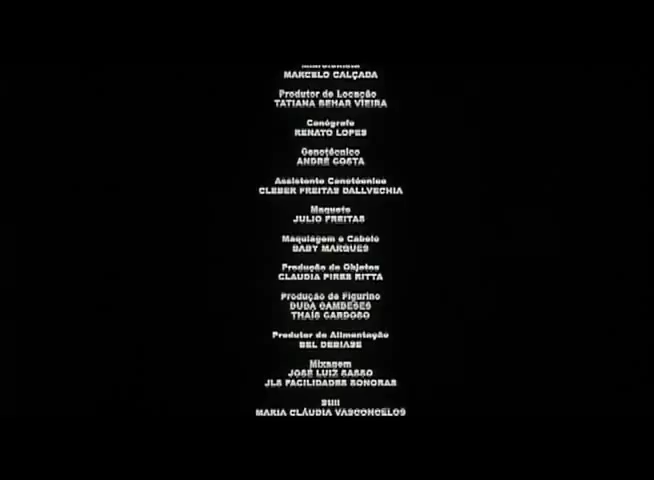 MARCELO CALÇADA
Produtor de Locação
TATIANA BEHAR VIEIRA
Cenógrafo
RENATO LOPES
Cenotécnico
ANDRÉ COSTA
Assistente Cenotécnico
CLEBER FREITAS DALLVECHIA
Maquete
JULIO FREITAS
Maquiagem e Cabelo
BABY MARQUES
Produção de Objetos
CLAUDIA PIRES RITTA
Produção de Figurino
DUDA
THAÍS CARDOSO
Produtor de Alimentação
BEL DEBIASE
Mixagem
JOSÉ LUIZ SASSO
JLS FACILIDADES SONORAS
Still
MARIA CLÁUDIA VASCONCELOS